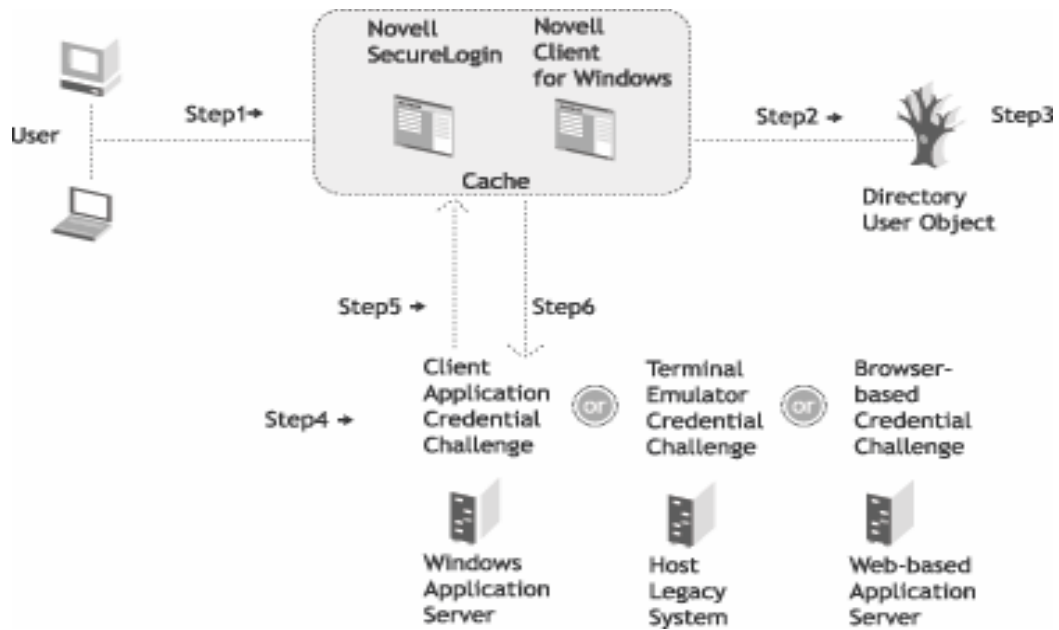 Novell
SecureLogin
Novell
Client
for Windows
Step1→
Step2 →
Step3
User
Cache
Directory
User Object
Step5 →
Step6
Step4 →
Client
Application
Credential
Challenge
or
Terminal
Emulator
Credential
Challenge
or
Browser-
based
Credential
Challenge
Windows
Application
Server
Host
Legacy
System
Web-based
Application
Server